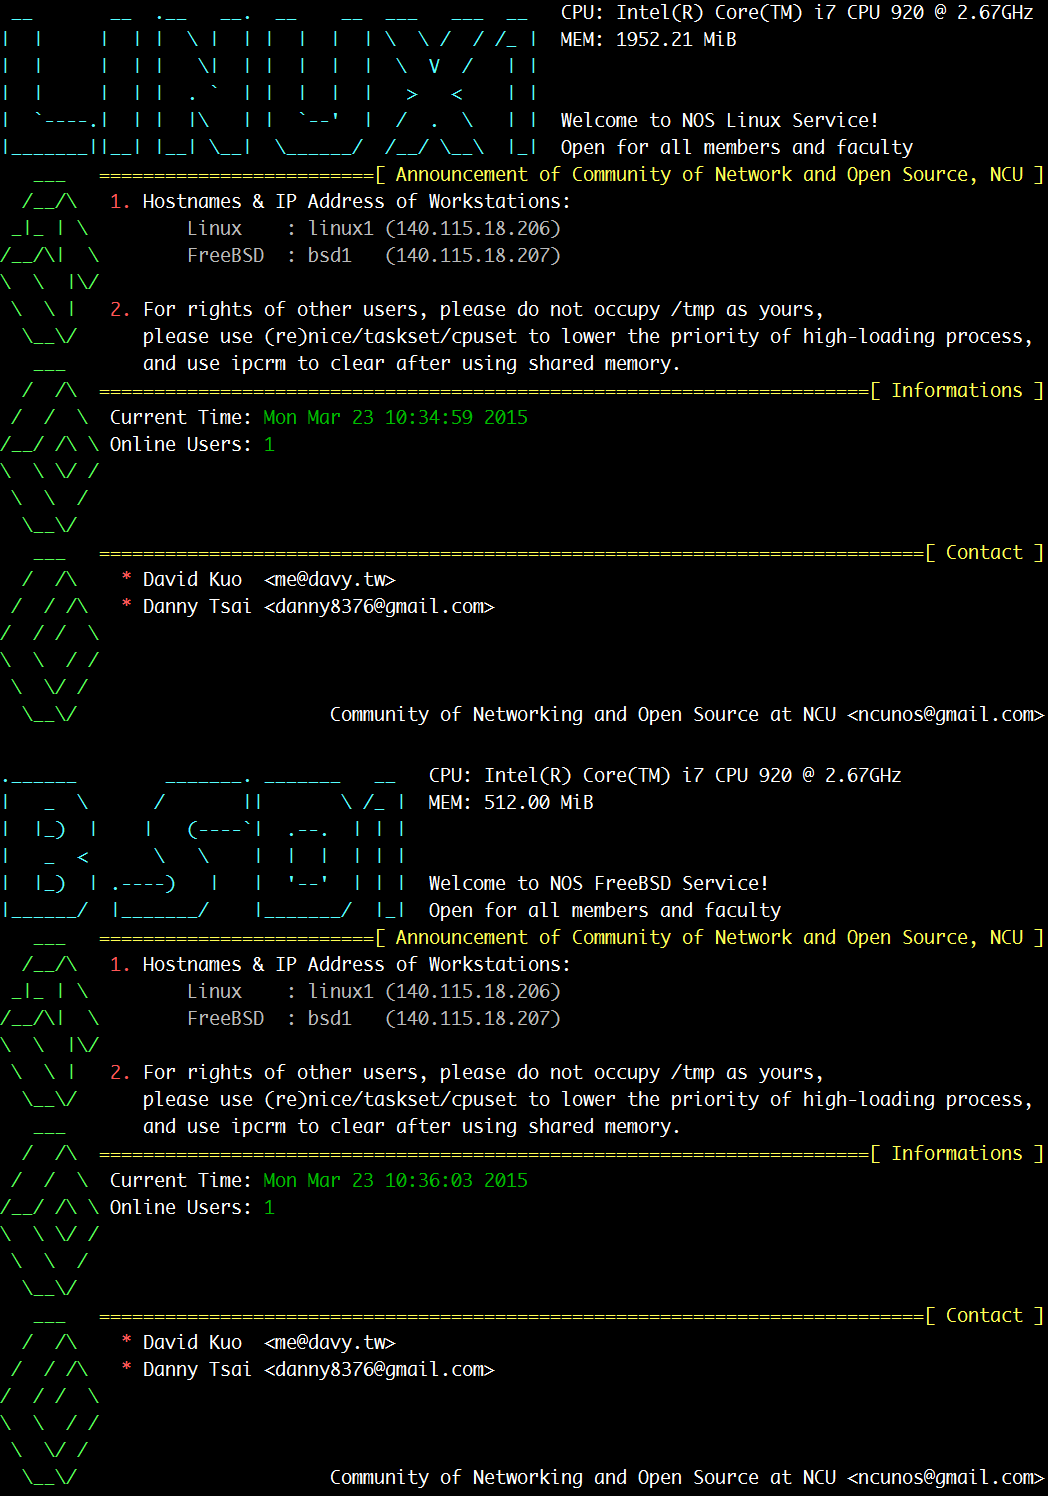 LINUX1
CPU: Intel(R) Core(TM) i7 CPU 920 @ 2.67GHz
MEM: 1952.21 MiB
Welcome to NOS Linux Service!
Open for all members and faculty
=========================[ Announcement of Community of Network and Open Source, NCU ]
1. Hostnames & IP Address of Workstations:
Linux : linux1 (140.115.18.206)
FreeBSD : bsd1 (140.115.18.207)
2. For rights of other users, please do not occupy /tmp as yours,
please use (re)nice/taskset/cpuset to lower the priority of high-loading process,
and use ipcrm to clear after using shared memory.
======================================================================[ Informations ]
Current Time: Mon Mar 23 10:34:59 2015
Online Users: 1
===========================================================================[ Contact ]
* David Kuo <me@davy.tw>
* Danny Tsai <danny8376@gmail.com>
Community of Networking and Open Source at NCU <ncunos@gmail.com>
BSD1
CPU: Intel(R) Core(TM) i7 CPU 920 @ 2.67GHz
MEM: 512.00 MiB
Welcome to NOS FreeBSD Service!
Open for all members and faculty
=========================[ Announcement of Community of Network and Open Source, NCU ]
1. Hostnames & IP Address of Workstations:
Linux : linux1 (140.115.18.206)
FreeBSD : bsd1 (140.115.18.207)
2. For rights of other users, please do not occupy /tmp as yours,
please use (re)nice/taskset/cpuset to lower the priority of high-loading process,
and use ipcrm to clear after using shared memory.
======================================================================[ Informations ]
Current Time: Mon Mar 23 10:36:03 2015
Online Users: 1
===========================================================================[ Contact ]
* David Kuo <me@davy.tw>
* Danny Tsai <danny8376@gmail.com>
Community of Networking and Open Source at NCU <ncunos@gmail.com>